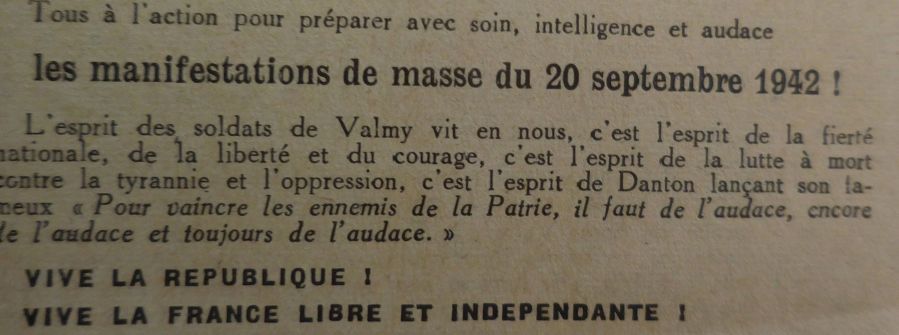 Tous à l'action pour préparer avec soin, intelligence et audace
les manifestations de masse du 20 septembre 1942 !
L'esprit des soldats de Valmy vit en nous, c'est l'esprit de la fierté
nationale, de la liberté et du courage, c'est l'esprit de la lutte à mort
contre la tyrannie et l'oppression, c'est l'esprit de Danton lançant son fa-
meux « Pour vaincre les ennemis de la Patrie, il faut de l'audace, encore
de l'audace et toujours de l'audace. »
VIVE LA REPUBLIQUE !
VIVE LA FRANCE LIBRE ET INDEPENDANTE !